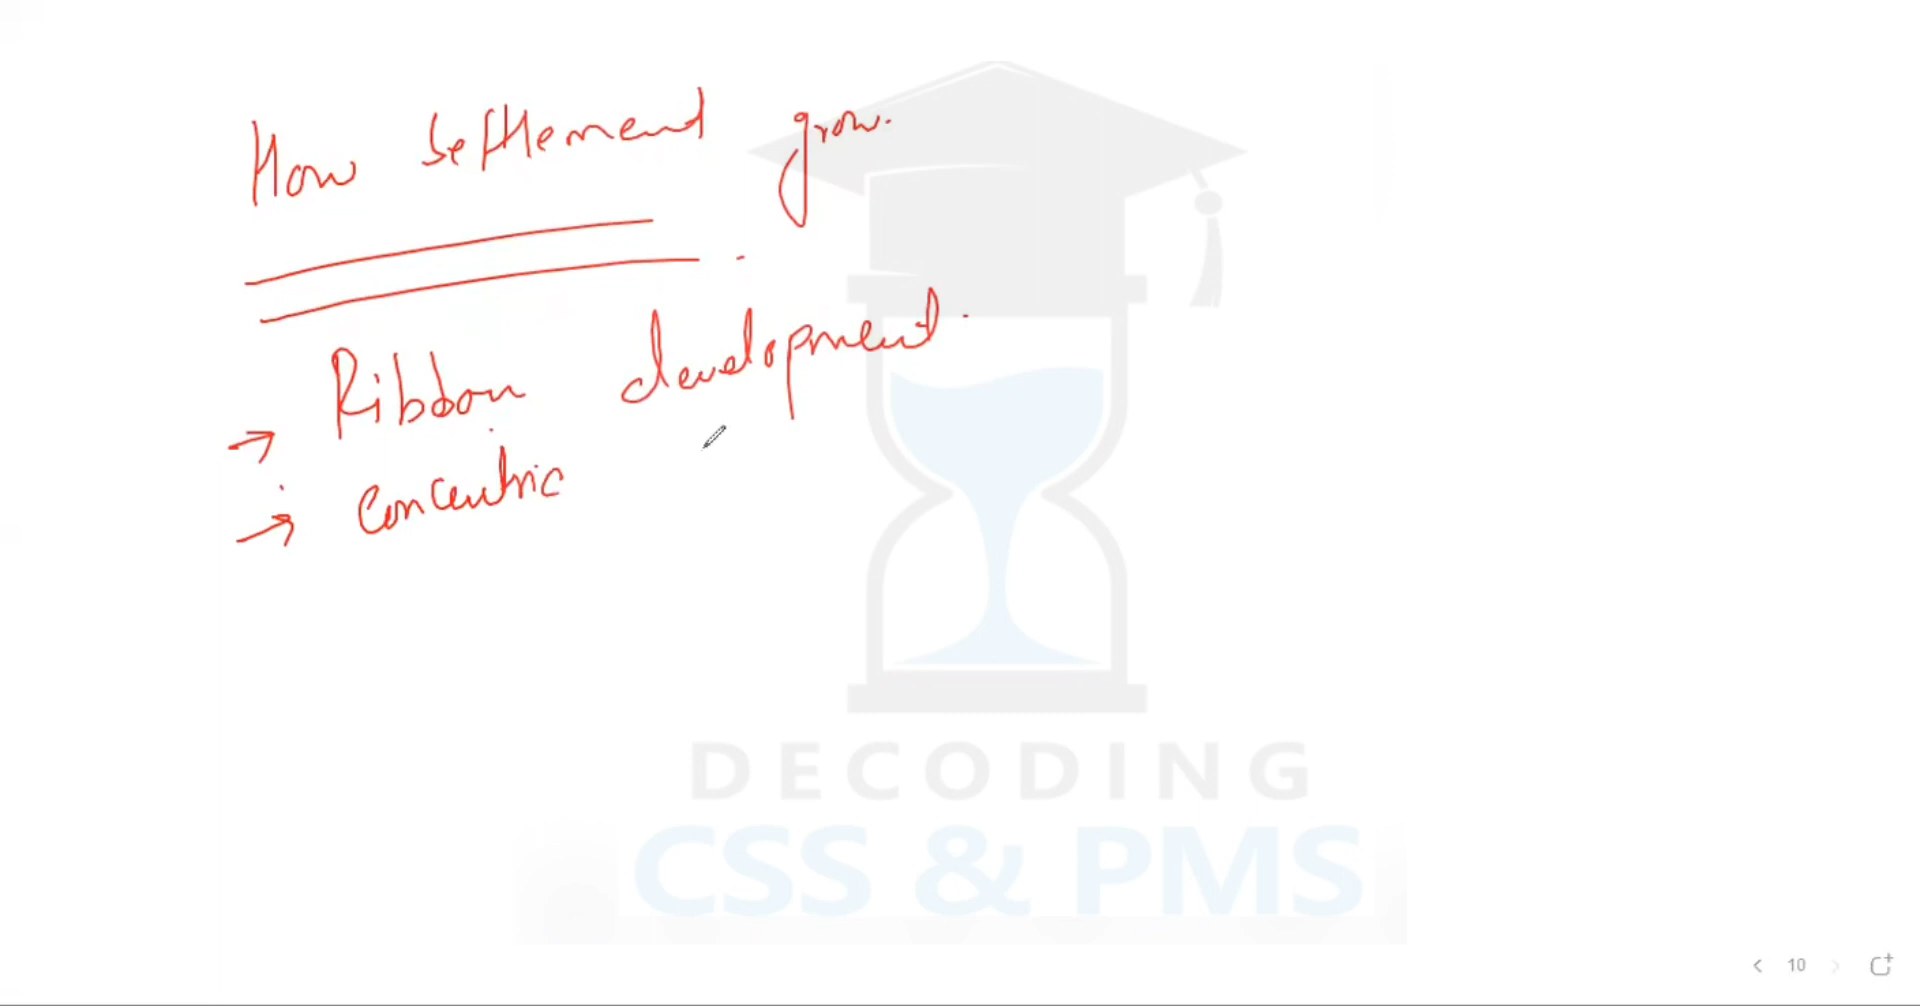 How settlement grow.
→ Ribbon development.
→ Concentric
DECODING
CSS & PMS
< 10 >